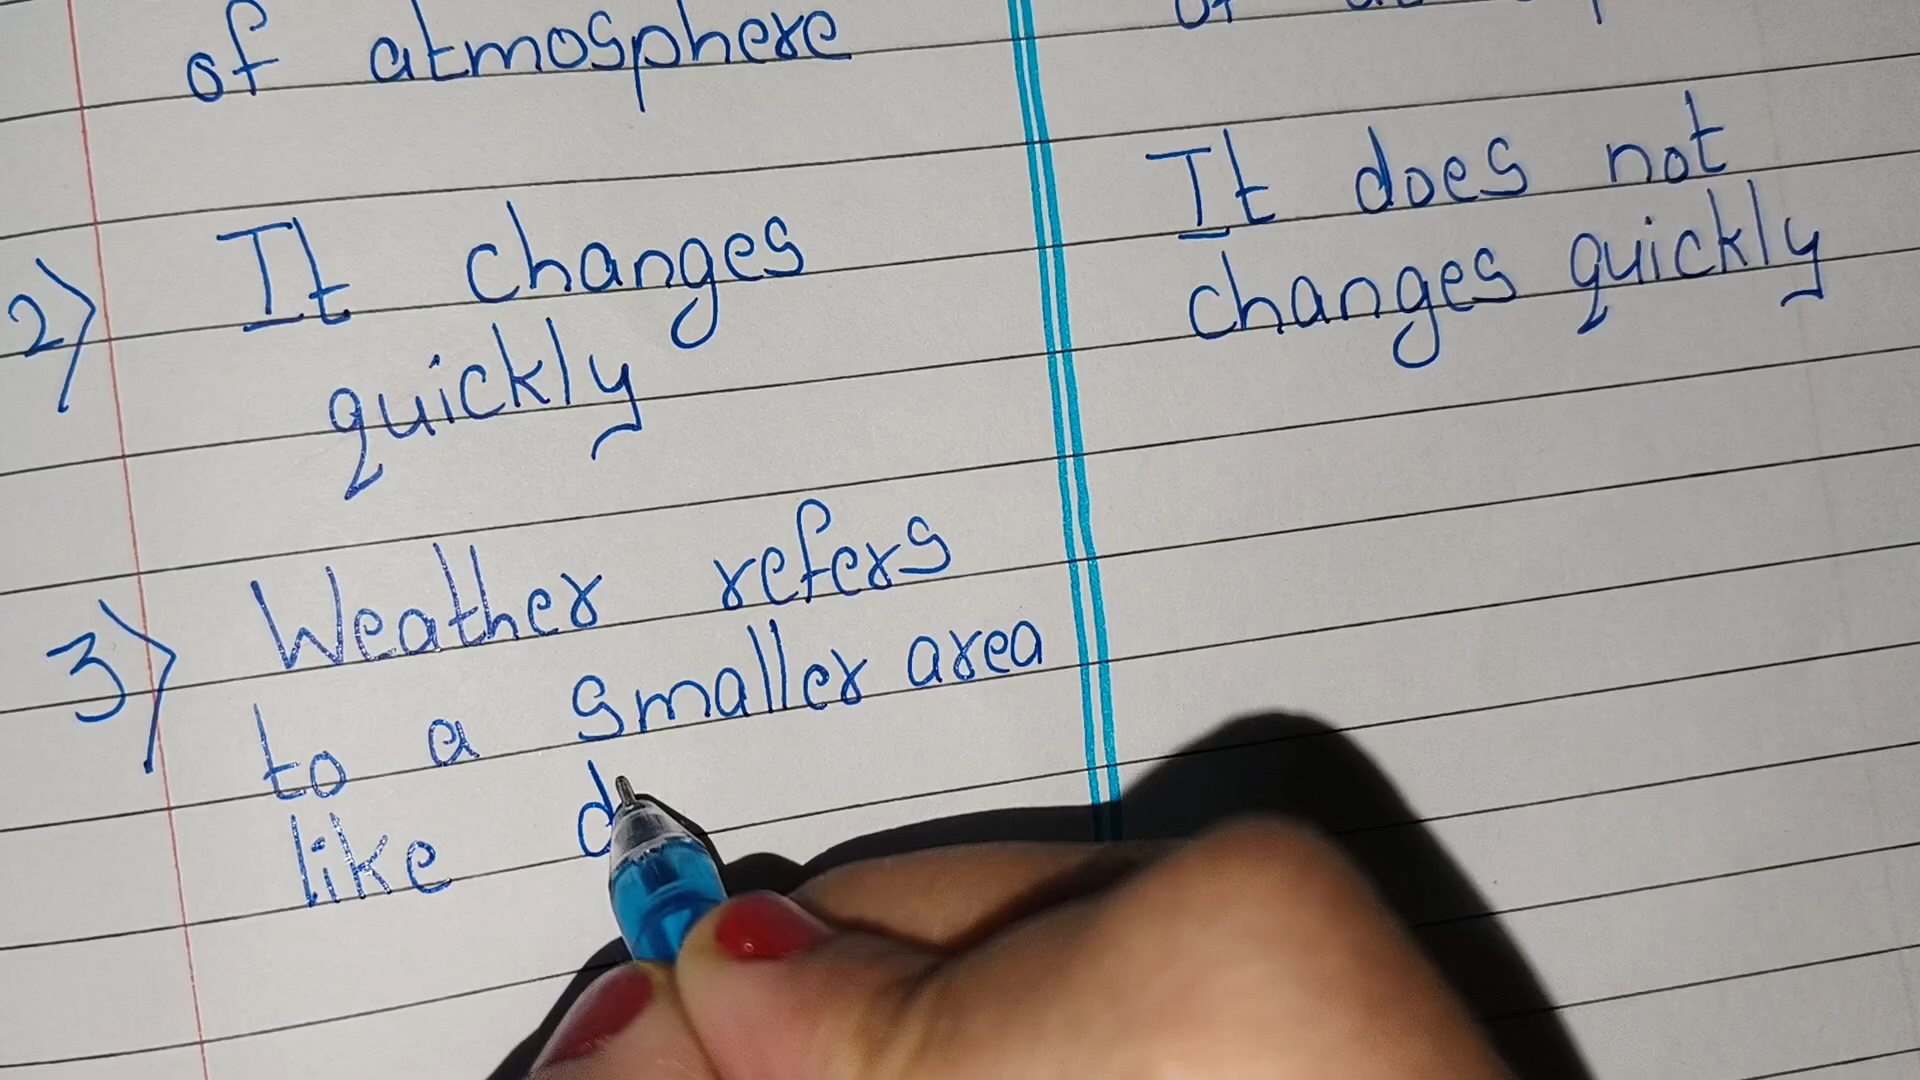 of atmosphere
2) It changes
quickly
3) Weather refers
to a smaller area
like d
It does not
changes quickly